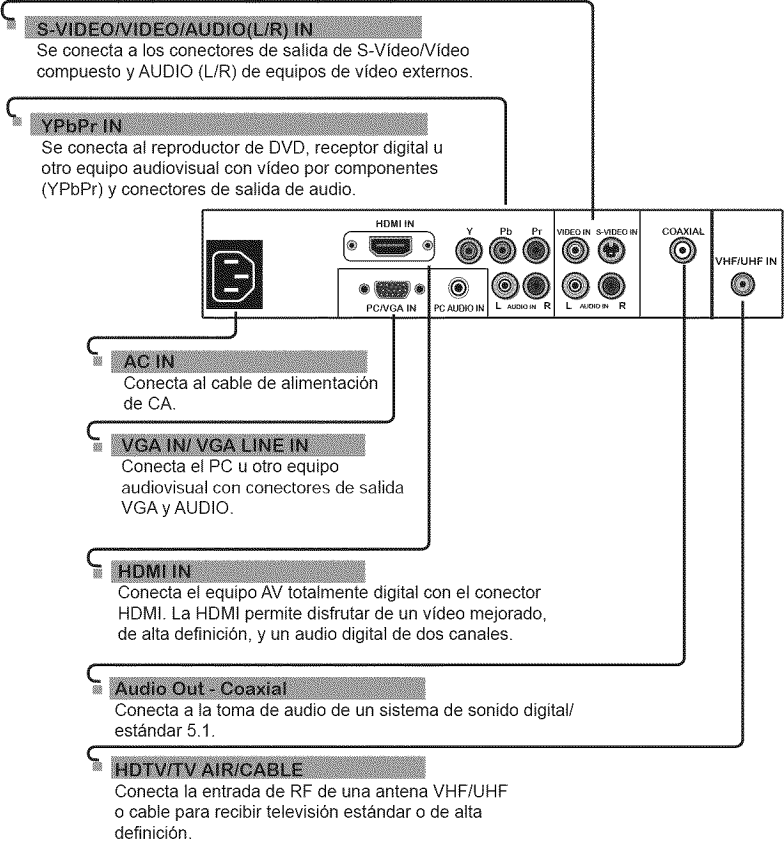 S-VIDEO/VIDEO/AUDIO(L/R) IN
Se conecta a los conectores de salida de S-Vídeo/Vídeo
compuesto y AUDIO (L/R) de equipos de vídeo externos.
YPbPr IN
Se conecta al reproductor de DVD, receptor digital u
otro equipo audiovisual con vídeo por componentes
(YPbPr) y conectores de salida de audio.
HDMI IN
Y Pb Pr
VIDEO IN S-VIDEO IN
COAXIAL
VHF/UHF IN
PC/VGA IN
PC AUDIO IN
L AUDIO IN R
L AUDIO IN R
AC IN
Conecta al cable de alimentación
de CA.
VGA IN/ VGA LINE IN
Conecta el PC u otro equipo
audiovisual con conectores de salida
VGA y AUDIO.
HDMI IN
Conecta el equipo AV totalmente digital con el conector
HDMI. La HDMI permite disfrutar de un vídeo mejorado,
de alta definición, y un audio digital de dos canales.
Audio Out - Coaxial
Conecta a la toma de audio de un sistema de sonido digital/
estándar 5.1.
HDTV/TV AIR/CABLE
Conecta la entrada de RF de una antena VHF/UHF
o cable para recibir televisión estándar o de alta
definición.